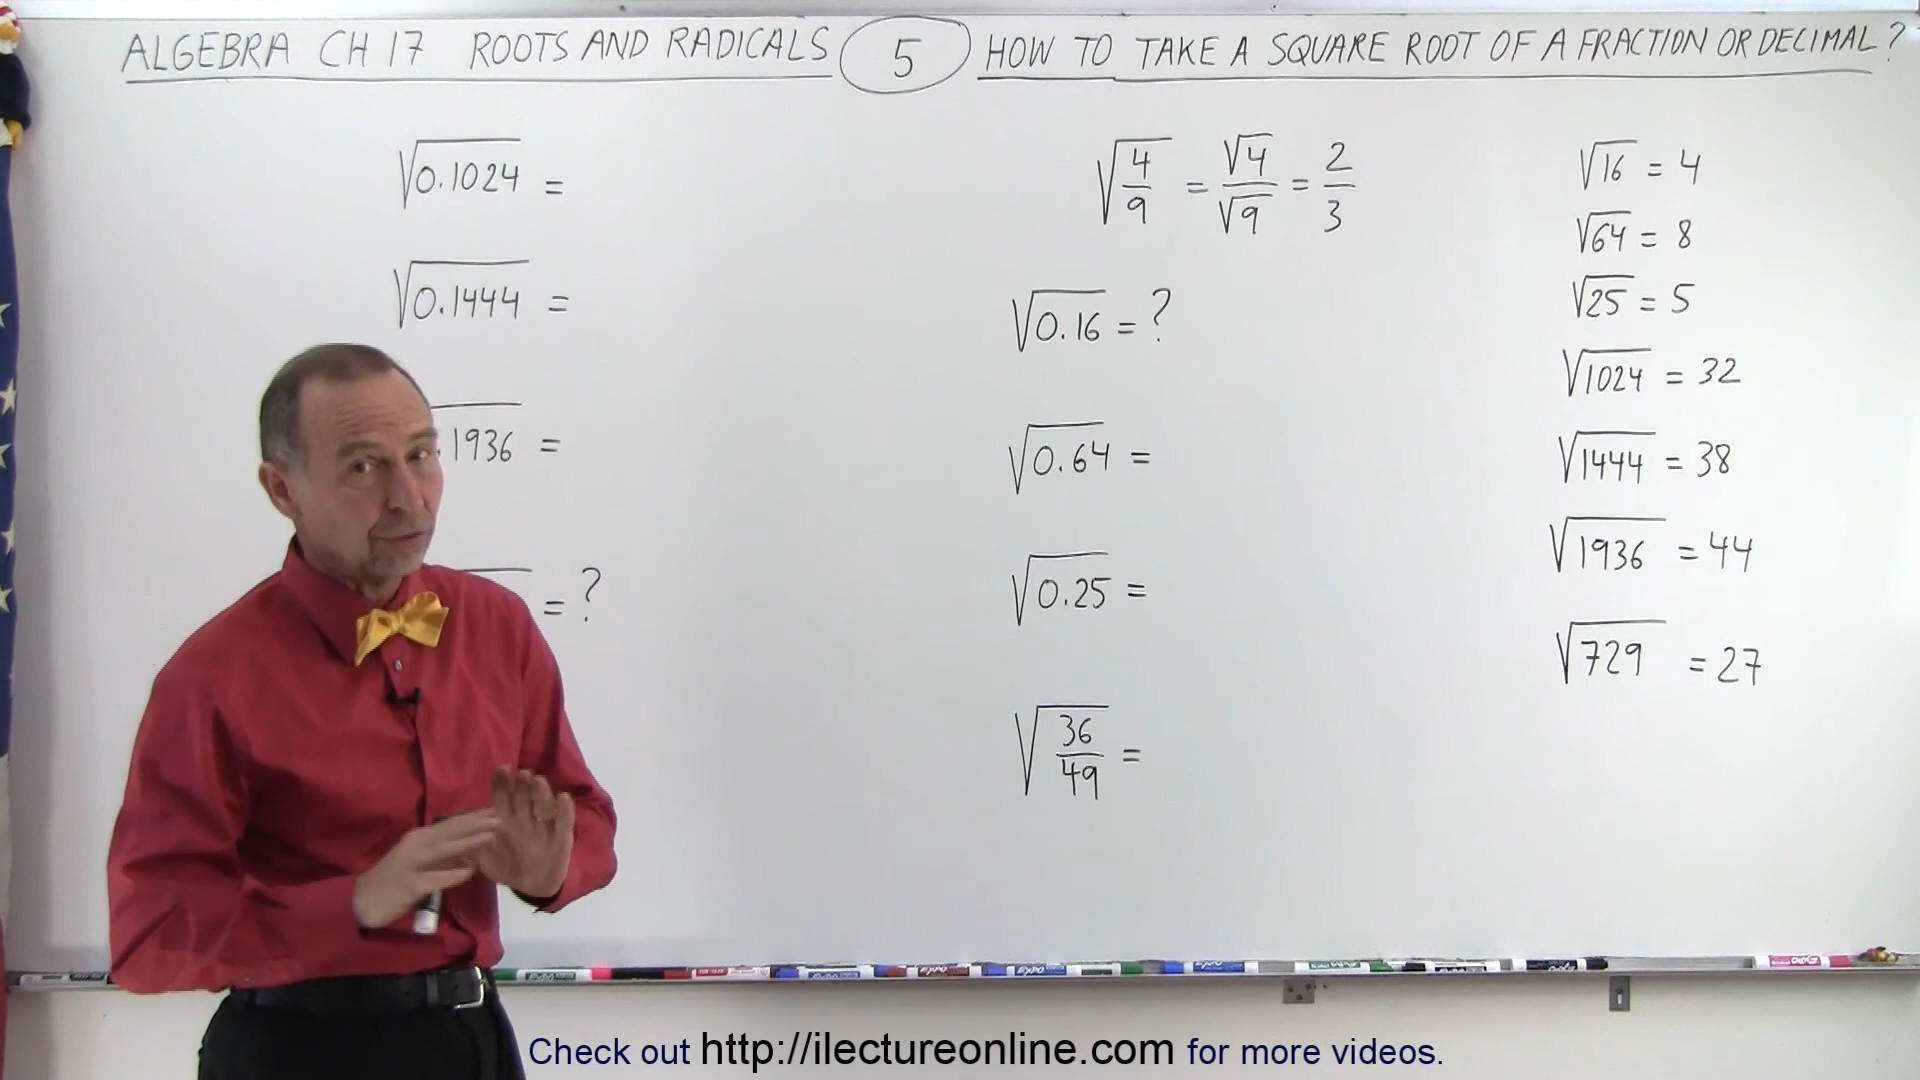 ALGEBRA CH 17 ROOTS AND RADICALS 5 HOW TO TAKE A SQUARE ROOT OF A FRACTION OR DECIMAL?
√0.1024 =
√0.1444 =
.1936 =
= ?
√(4/9) = √4/√9 = 2/3
√0.16 = ?
√0.64 =
√0.25 =
√(36/49) =
√16 = 4
√64 = 8
√25 = 5
√1024 = 32
√1444 = 38
√1936 = 44
√729 = 27
Check out http://ilectureonline.com for more videos.